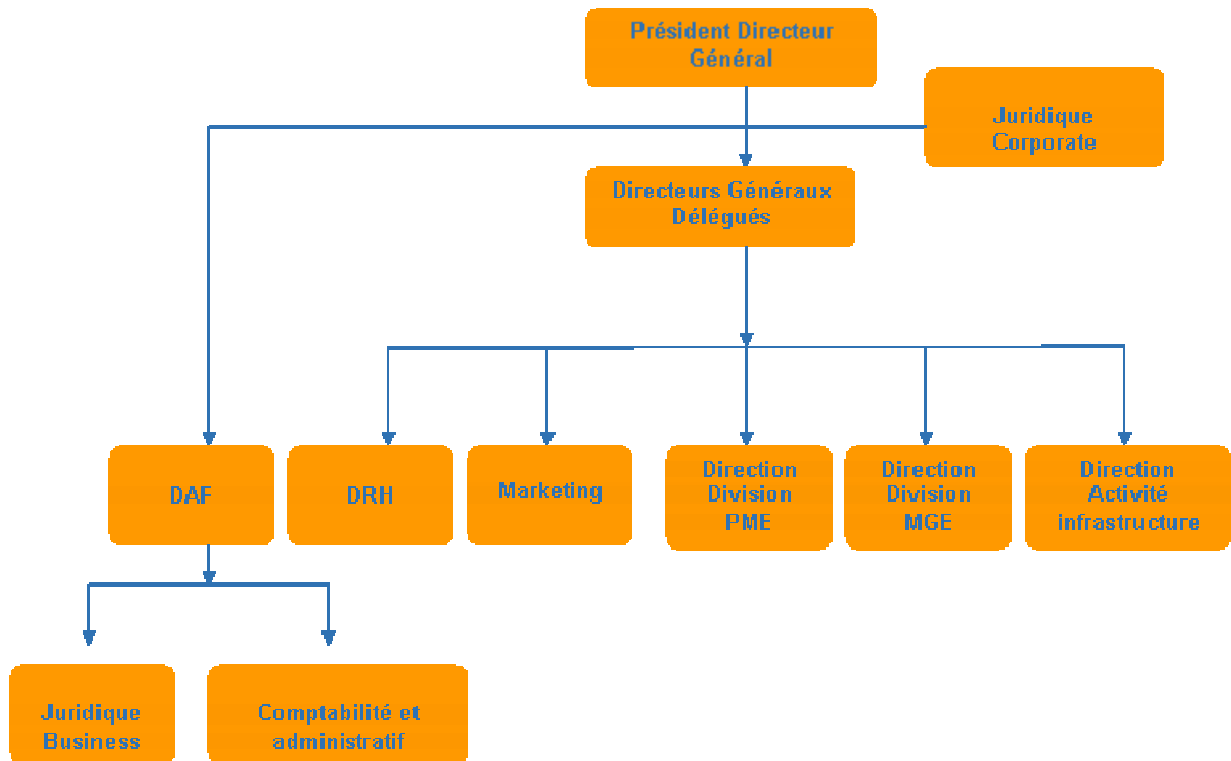 Président Directeur
Général
Juridique
Corporate
Directeurs Généraux
Délégués
DAF
DRH
Marketing
Direction
Division
PME
Direction
Division
MGE
Direction
Activité
infrastructure
Juridique
Business
Comptabilité et
administratif